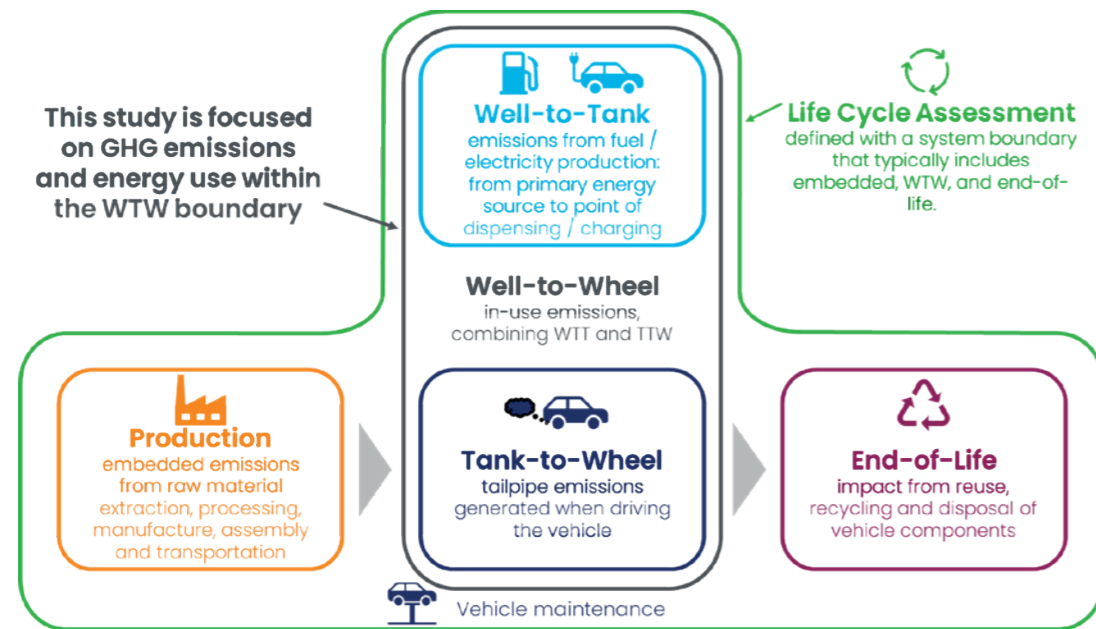 This study is focused
on GHG emissions
and energy use within
the WTW boundary
Well-to-Tank
emissions from fuel /
electricity production:
from primary energy
source to point of
dispensing / charging
Life Cycle Assessment
defined with a system boundary
that typically includes
embedded, WTW, and end-of-
life.
Well-to-Wheel
in-use emissions,
combining WTT and TTW
Production
embedded emissions
from raw material
extraction, processing,
manufacture, assembly
and transportation
Tank-to-Wheel
tailpipe emissions
generated when driving
the vehicle
End-of-Life
impact from reuse,
recycling and disposal of
vehicle components
Vehicle maintenance